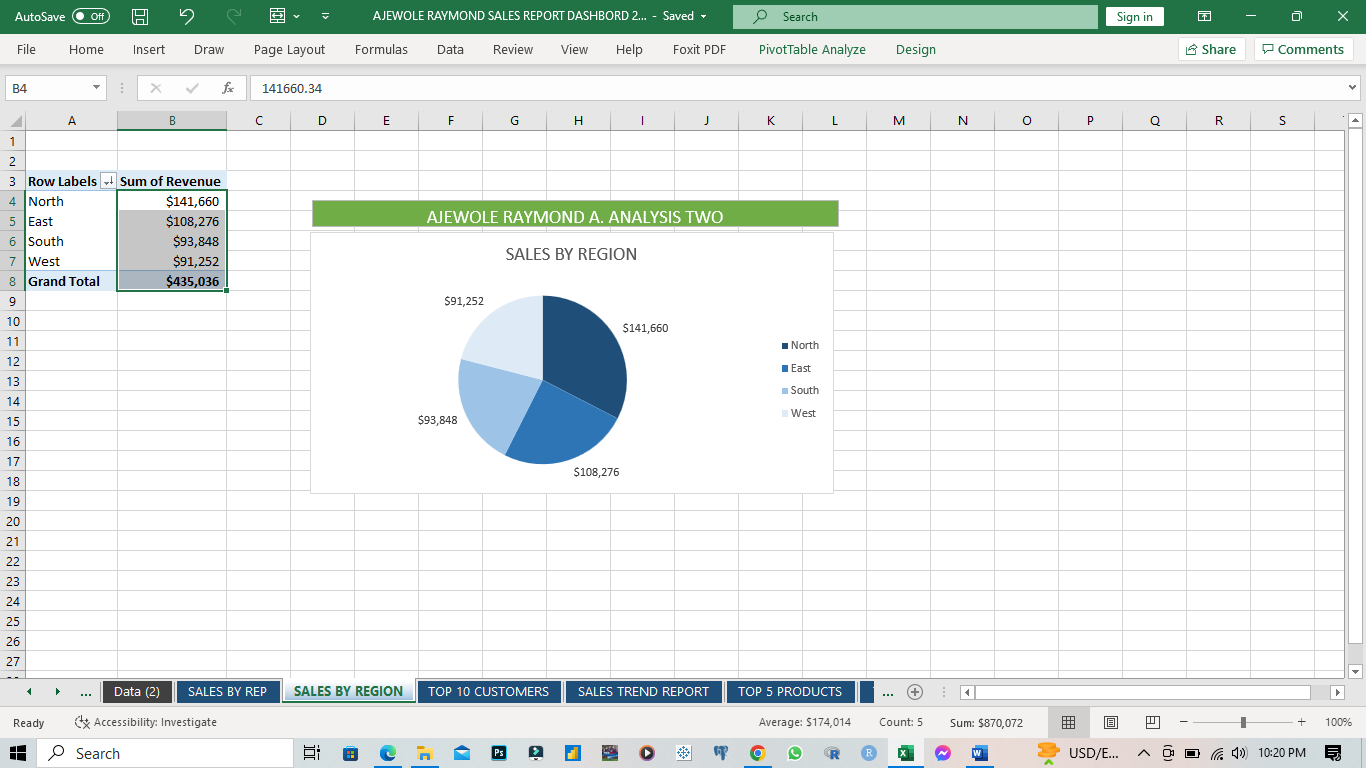 AutoSave Off AJEWOLE RAYMOND SALES REPORT DASHBORD 2... - Saved Search Sign in
File Home Insert Draw Page Layout Formulas Data Review View Help Foxit PDF PivotTable Analyze Design Share Comments
B4 fx 141660.34
A B C D E F G H I J K L M N O P Q R S
1
2
3 Row Labels Sum of Revenue
4 North $141,660
5 East $108,276
6 South $93,848
7 West $91,252
8 Grand Total $435,036
9
10
11
12
13
14
15
16
17
18
19
20
21
22
23
24
25
26
27
AJEWOLE RAYMOND A. ANALYSIS TWO
SALES BY REGION
$91,252
$141,660
$93,848
$108,276
North
East
South
West
... Data (2) SALES BY REP SALES BY REGION TOP 10 CUSTOMERS SALES TREND REPORT TOP 5 PRODUCTS ...
Ready Accessibility: Investigate Average: $174,014 Count: 5 Sum: $870,072 100%
Search Ps R R X W USD/E... 10:20 PM